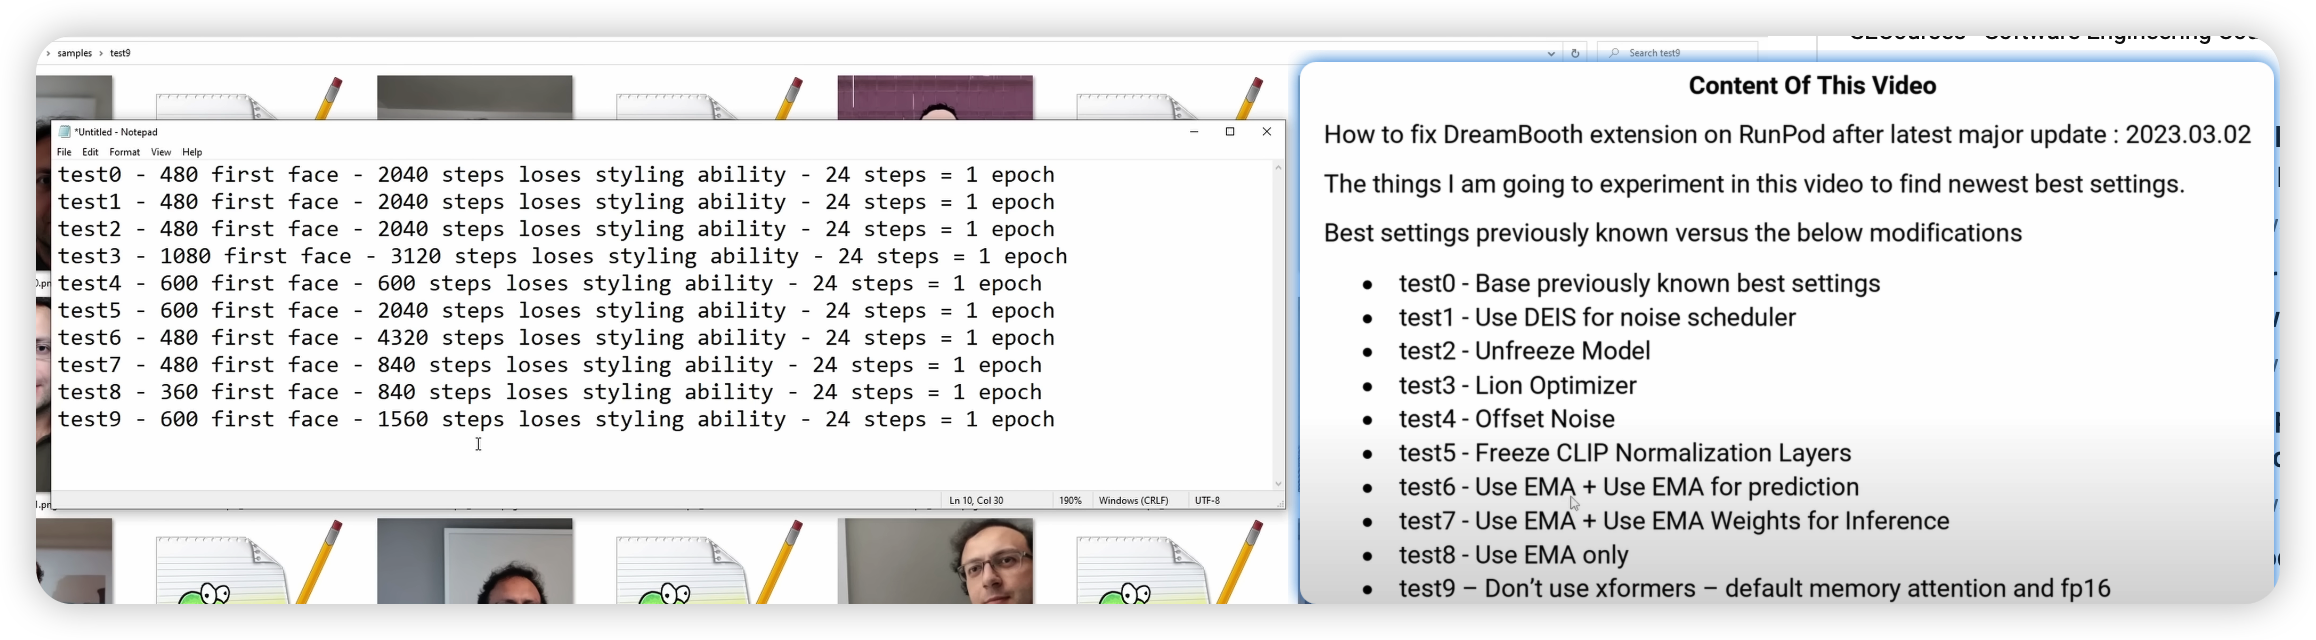 samples > test9
Search test9
*Untitled - Notepad
File Edit Format View Help
test0 - 480 first face - 2040 steps loses styling ability - 24 steps = 1 epoch
test1 - 480 first face - 2040 steps loses styling ability - 24 steps = 1 epoch
test2 - 480 first face - 2040 steps loses styling ability - 24 steps = 1 epoch
test3 - 1080 first face - 3120 steps loses styling ability - 24 steps = 1 epoch
test4 - 600 first face - 600 steps loses styling ability - 24 steps = 1 epoch
test5 - 600 first face - 2040 steps loses styling ability - 24 steps = 1 epoch
test6 - 480 first face - 4320 steps loses styling ability - 24 steps = 1 epoch
test7 - 480 first face - 840 steps loses styling ability - 24 steps = 1 epoch
test8 - 360 first face - 840 steps loses styling ability - 24 steps = 1 epoch
test9 - 600 first face - 1560 steps loses styling ability - 24 steps = 1 epoch
Ln 10, Col 30 190% Windows (CRLF) UTF-8
Content Of This Video
How to fix DreamBooth extension on RunPod after latest major update : 2023.03.02
The things I am going to experiment in this video to find newest best settings.
Best settings previously known versus the below modifications
• test0 - Base previously known best settings
• test1 - Use DEIS for noise scheduler
• test2 - Unfreeze Model
• test3 - Lion Optimizer
• test4 - Offset Noise
• test5 - Freeze CLIP Normalization Layers
• test6 - Use EMA + Use EMA for prediction
• test7 - Use EMA + Use EMA Weights for Inference
• test8 - Use EMA only
• test9 – Don’t use xformers – default memory attention and fp16